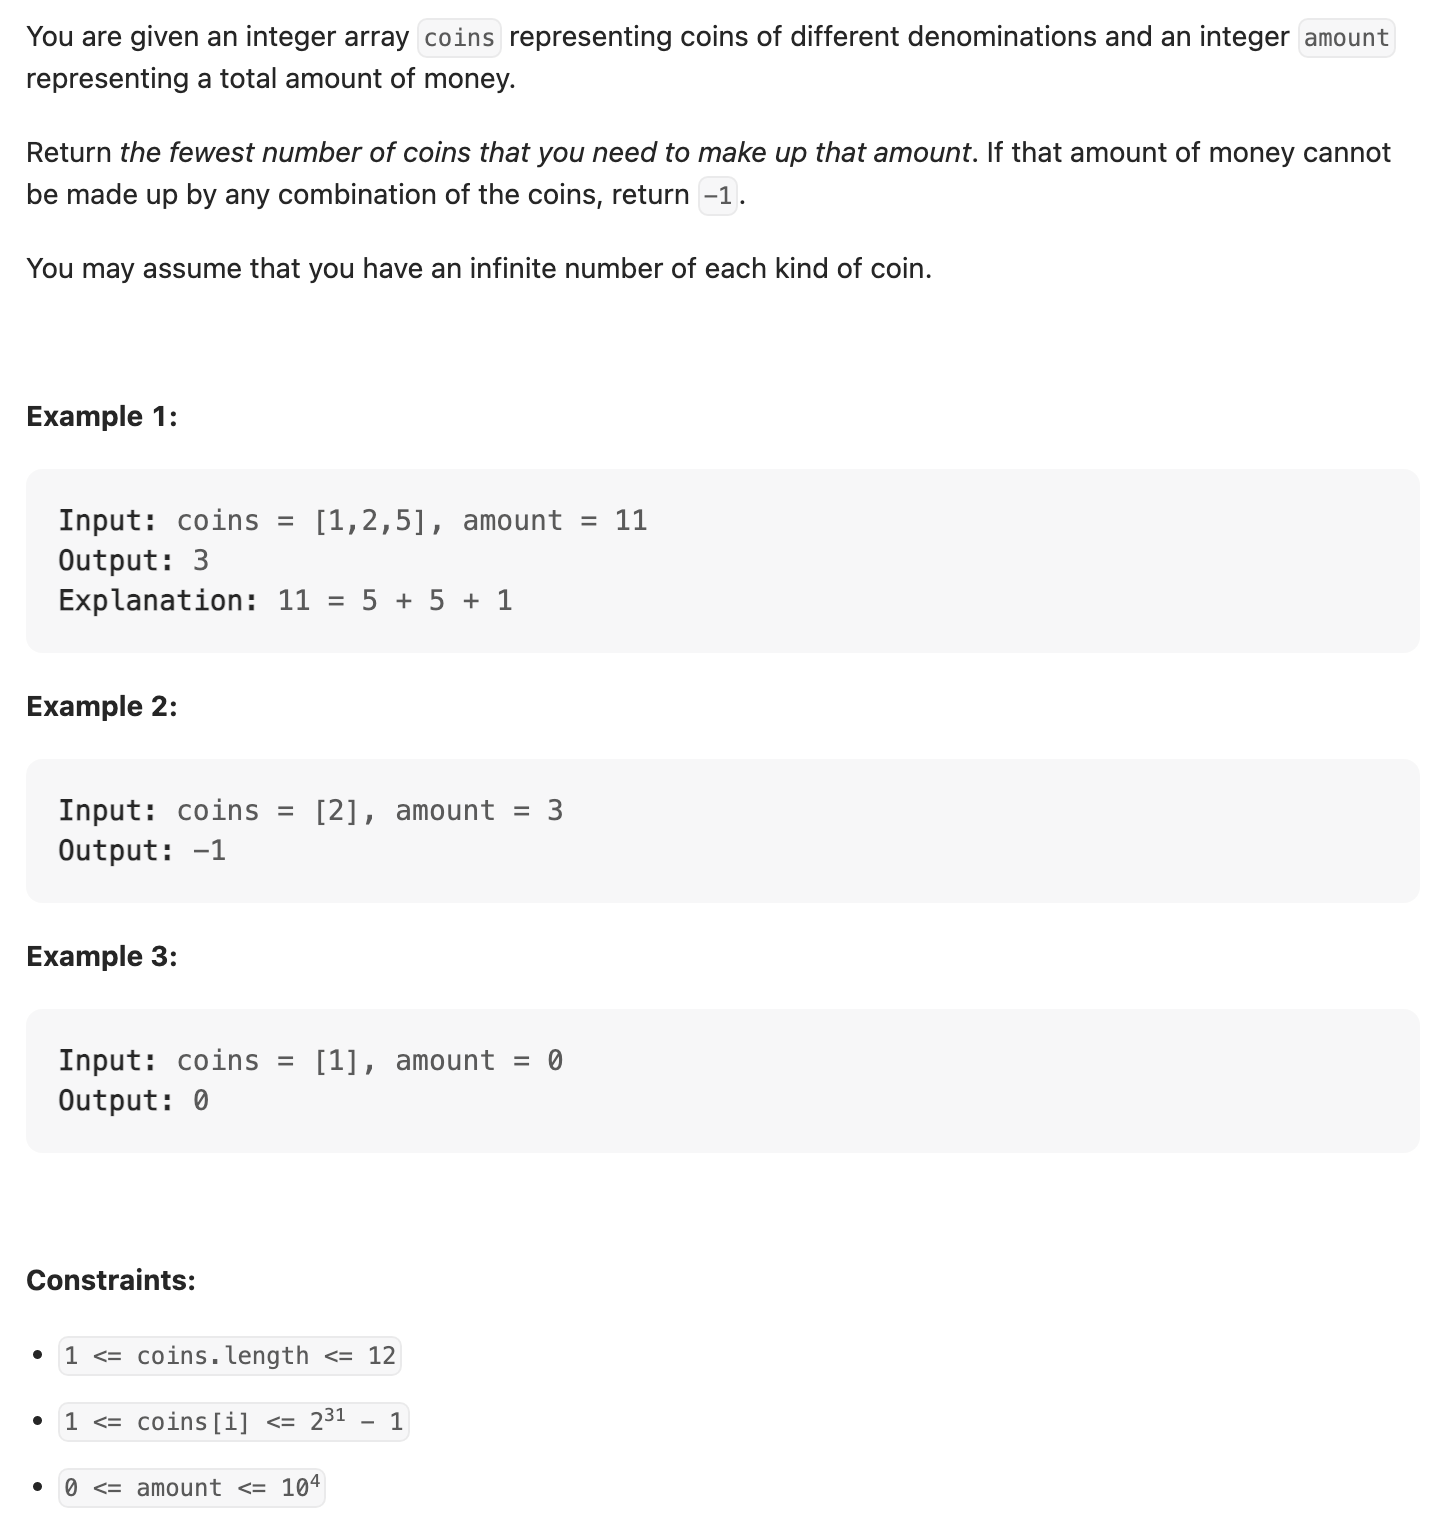 You are given an integer array coins representing coins of different denominations and an integer amount
representing a total amount of money.
Return the fewest number of coins that you need to make up that amount. If that amount of money cannot
be made up by any combination of the coins, return -1.
You may assume that you have an infinite number of each kind of coin.
Example 1:
Input: coins = [1,2,5], amount = 11
Output: 3
Explanation: 11 = 5 + 5 + 1
Example 2:
Input: coins = [2], amount = 3
Output: -1
Example 3:
Input: coins = [1], amount = 0
Output: 0
Constraints:
• 1 <= coins.length <= 12
• 1 <= coins[i] <= 2³¹ - 1
• 0 <= amount <= 10⁴